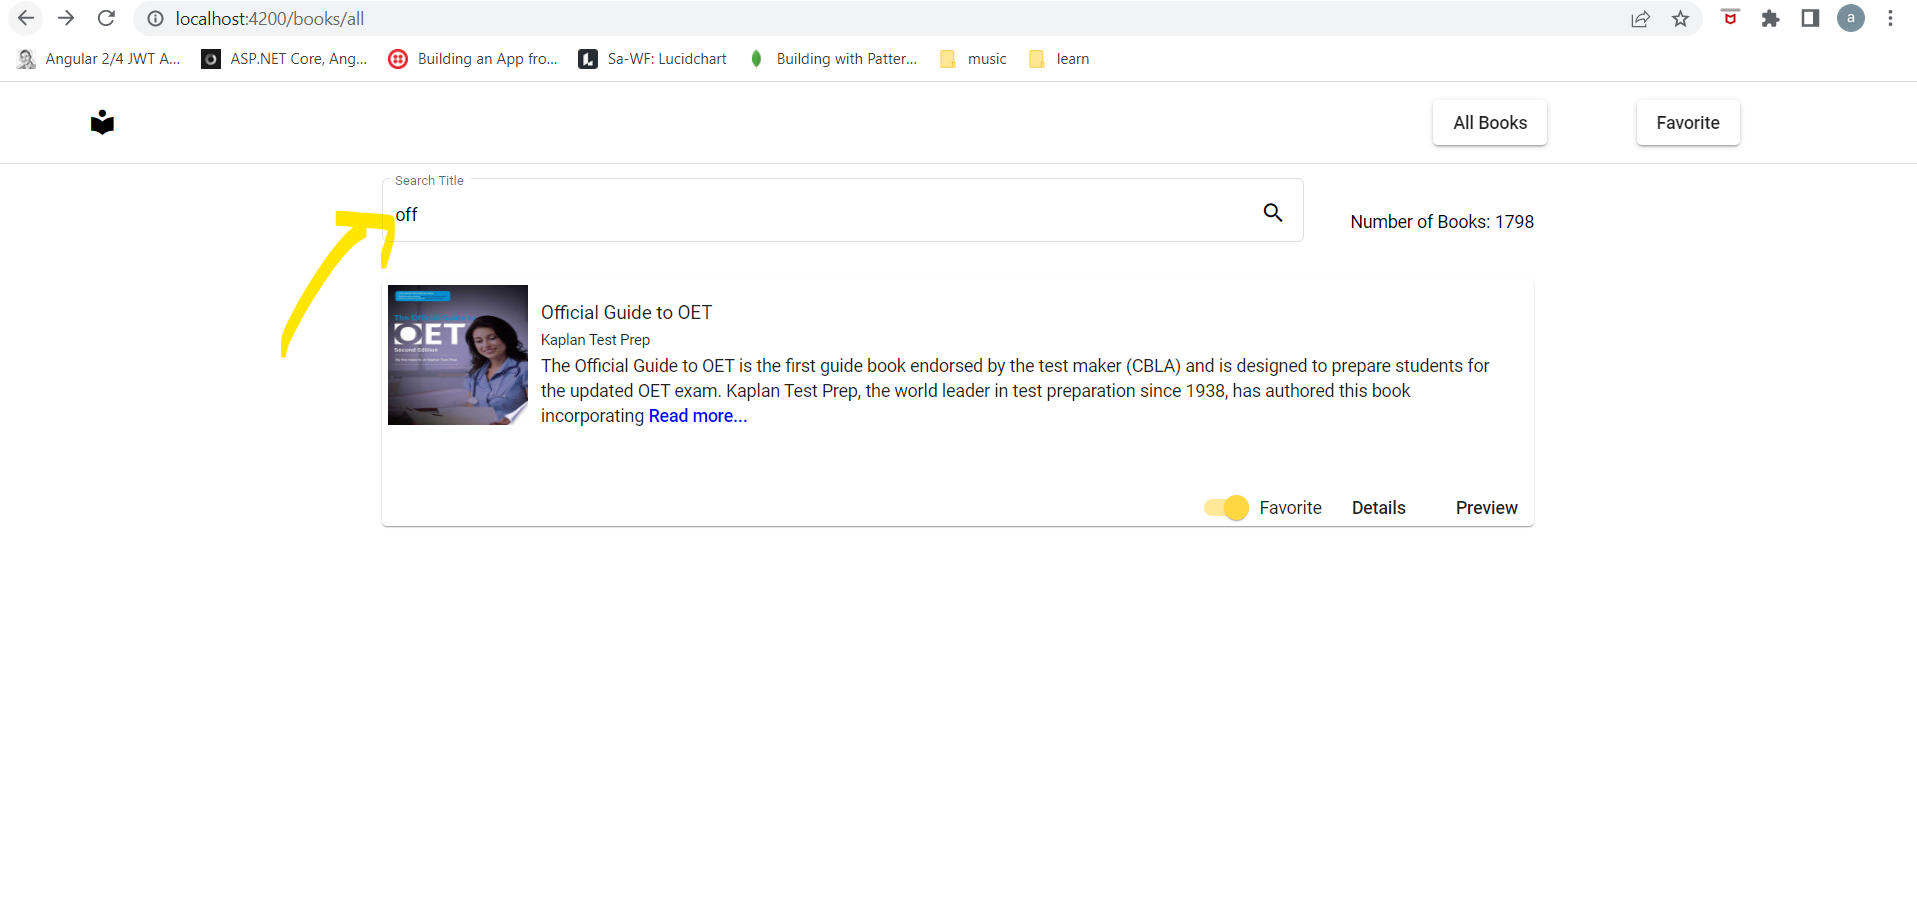 localhost:4200/books/all
a
Angular 2/4 JWT A...
ASP.NET Core, Ang...
Building an App fro...
Sa-WF: Lucidchart
Building with Patter...
music
learn
All Books
Favorite
Search Title
off
Number of Books: 1798
The Official Guide to
OET
Second Edition
Official Guide to OET
Kaplan Test Prep
The Official Guide to OET is the first guide book endorsed by the test maker (CBLA) and is designed to prepare students for
the updated OET exam. Kaplan Test Prep, the world leader in test preparation since 1938, has authored this book
incorporating Read more...
Favorite
Details
Preview